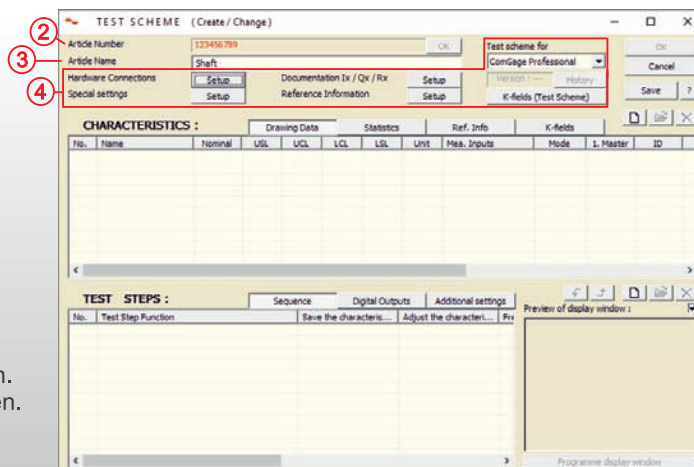 TEST SCHEME (Create / Change)
②
Article Number 123456789 OK Test scheme for
③
Article Name Shaft ComGage Professional Cancel
④
Hardware Connections Setup Documentation Ix / Qx / Rx Setup Version : --- History
Special settings Setup Reference Information Setup K-fields (Test Scheme) Save ?
OK
CHARACTERISTICS : Drawing Data Statistics Ref. Info K-fields
No. Name Nominal USL UCL LCL LSL Unit Mea. Inputs Mode 1. Master ID
TEST STEPS : Sequence Digital Outputs Additional settings
No. Test Step Function Save the characteris... Adjust the characteri... Fre
Preview of display window :
n.
en.
Programme display window